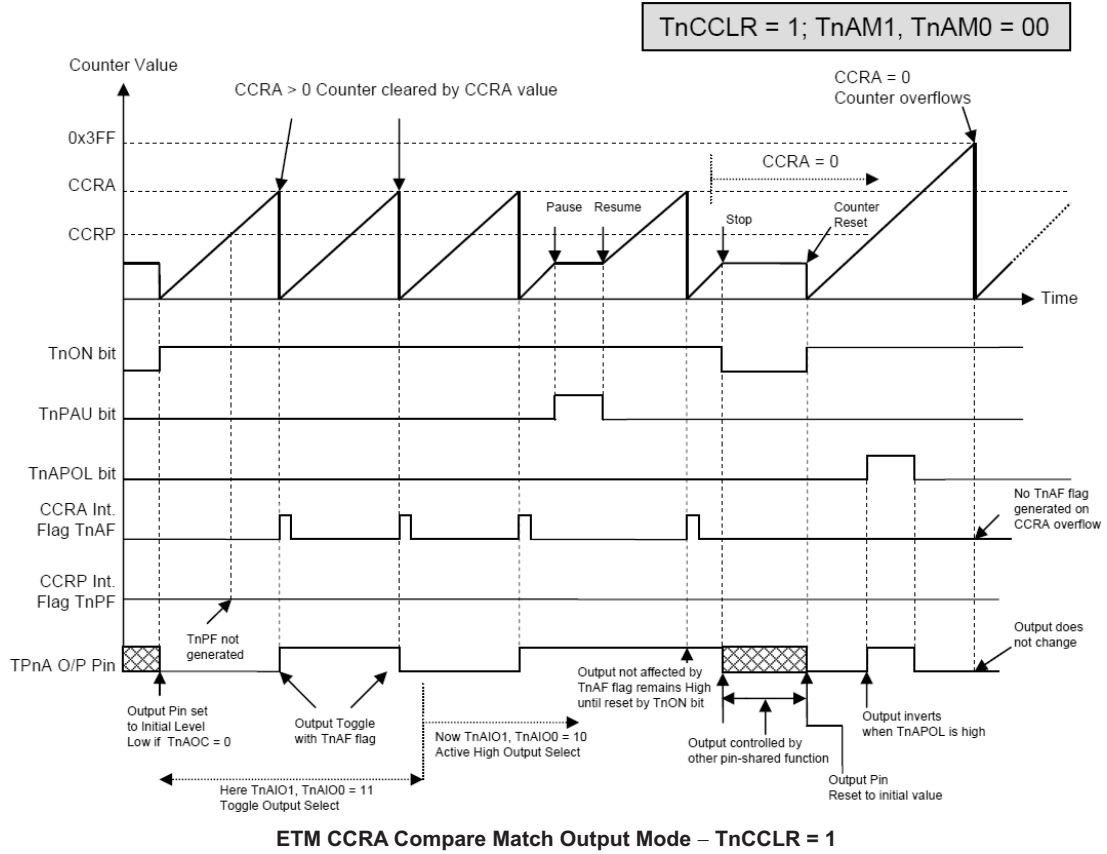 TnCCLR = 1; TnAM1, TnAM0 = 00
Counter Value
CCRA > 0 Counter cleared by CCRA value
CCRA = 0
Counter overflows
0x3FF
CCRA = 0
CCRA
Pause
Resume
Stop
Counter
Reset
CCRP
Time
TnON bit
TnPAU bit
TnAPOL bit
CCRA Int.
Flag TnAF
No TnAF flag
generated on
CCRA overflow
CCRP Int.
Flag TnPF
TnPF not
generated
Output does
not change
TPnA O/P Pin
Output Pin set
to Initial Level
Low if TnAOC = 0
Output Toggle
with TnAF flag
Output not affected by
TnAF flag remains High
until reset by TnON bit
Now TnAIO1, TnAIO0 = 10
Active High Output Select
Output controlled by
other pin-shared function
Output inverts
when TnAPOL is high
Output Pin
Reset to initial value
Here TnAIO1, TnAIO0 = 11
Toggle Output Select
ETM CCRA Compare Match Output Mode – TnCCLR = 1